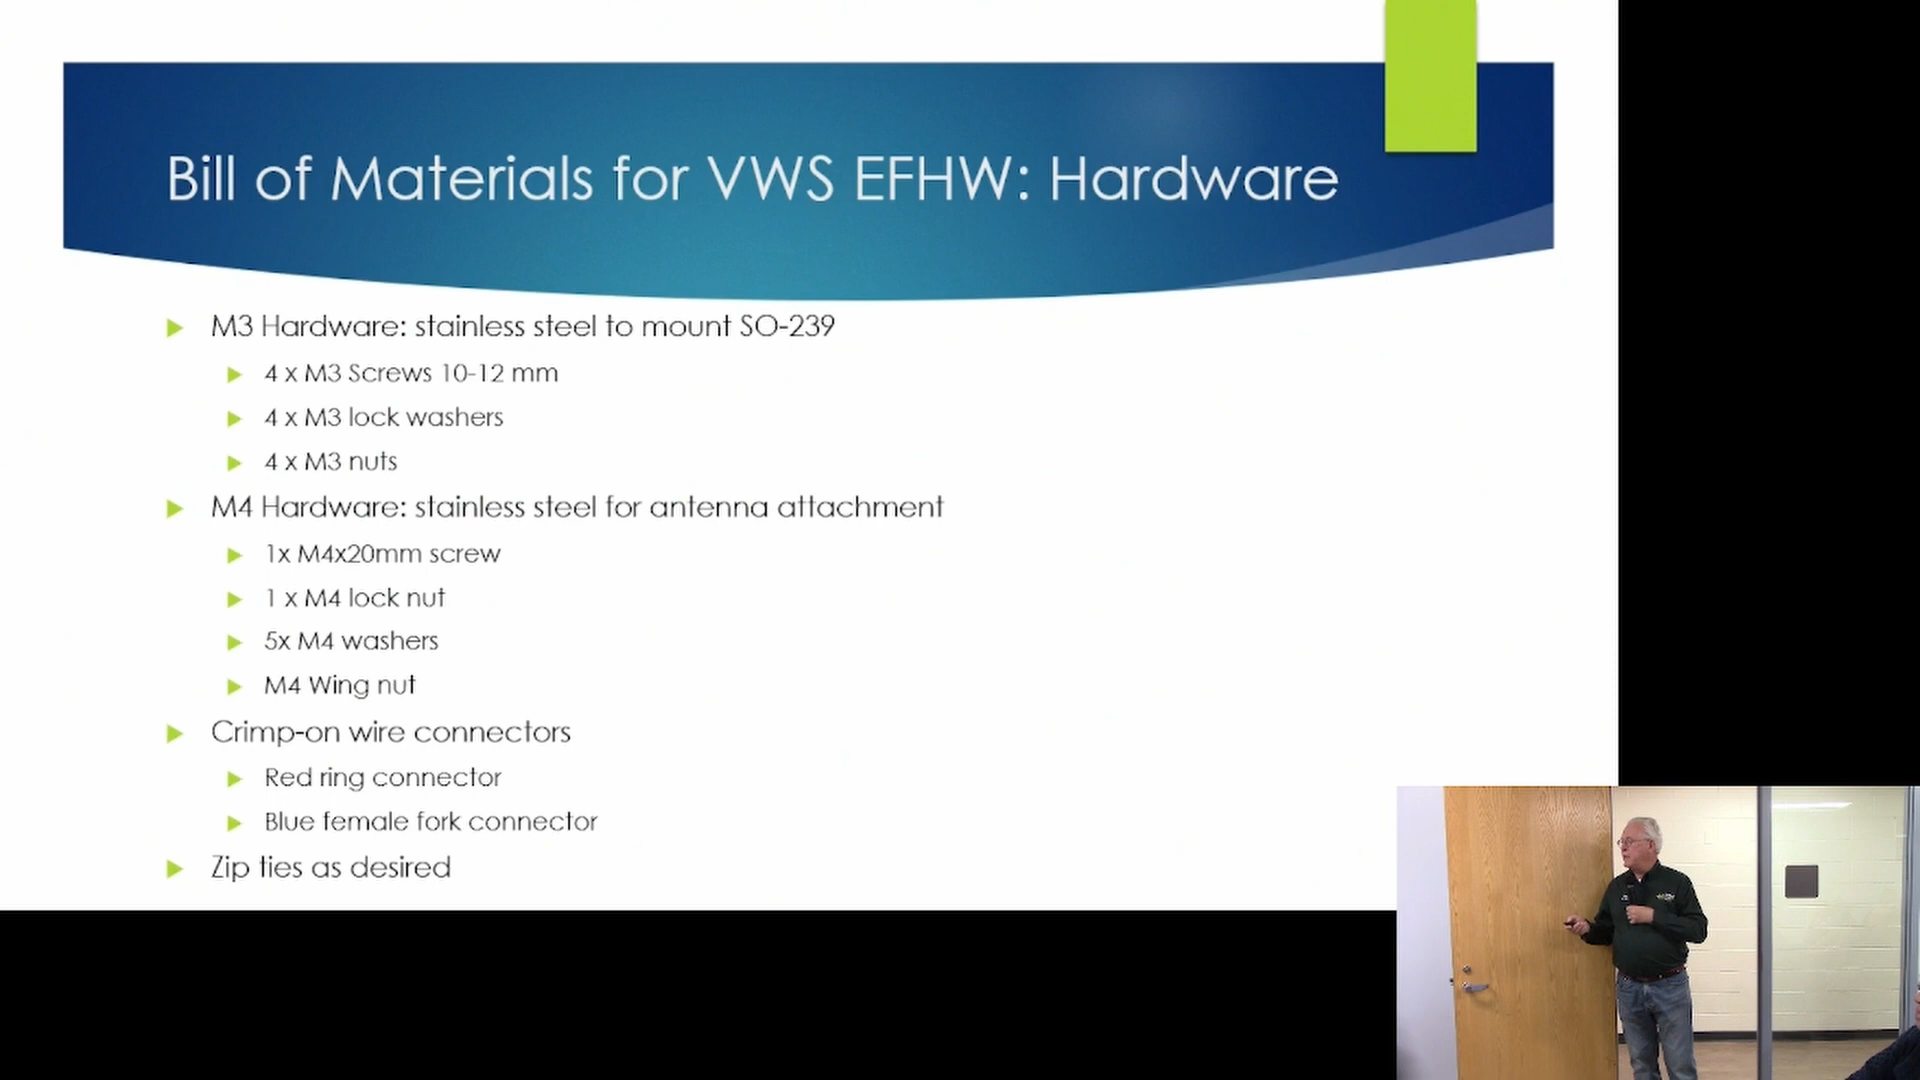 Bill of Materials for VWS EFHW: Hardware
M3 Hardware: stainless steel to mount SO-239
4 x M3 Screws 10-12 mm
4 x M3 lock washers
4 x M3 nuts
M4 Hardware: stainless steel for antenna attachment
1x M4x20mm screw
1 x M4 lock nut
5x M4 washers
M4 Wing nut
Crimp-on wire connectors
Red ring connector
Blue female fork connector
Zip ties as desired